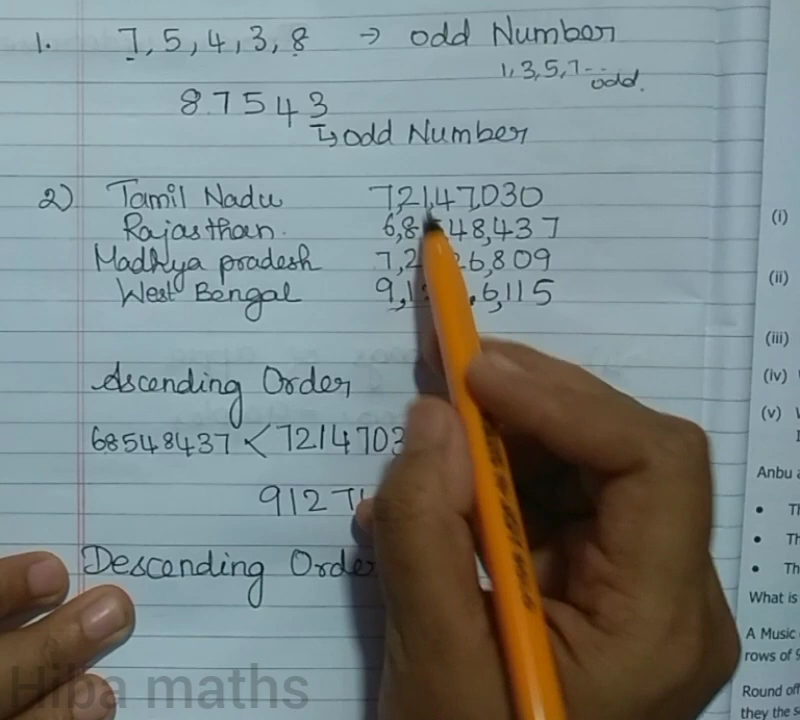 1. 7, 5, 4, 3, 8 → odd Number
1, 3, 5, 7 -- odd.
8 7 5 4 3
↳ odd Number
2) Tamil Nadu 7,21,47,030
Rajasthan. 6,8 48,437
Madhya pradesh 7,2 6,809
West Bengal 9,1 6,115
Ascending Order
68548437 < 7214703
9127
Descending Order
(i)
(ii)
(iii)
(iv)
(v)
Anbu
What is
A Music
rows of
Round off
they the
Hiba maths